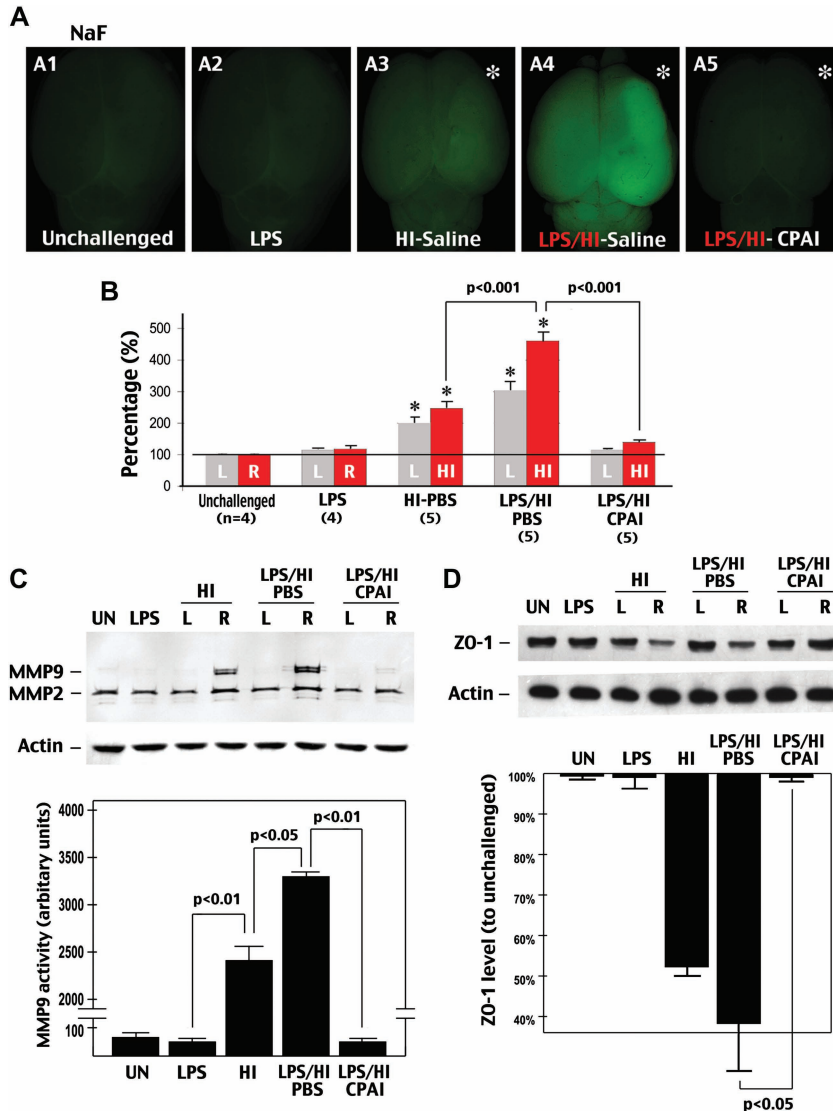 A
NaF
A1
A2
A3
*
A4
*
A5
*
Unchallenged
LPS
HI-Saline
LPS/HI-Saline
LPS/HI- CPAI
B
p<0.001
p<0.001
Percentage (%)
500
400
300
200
100
0
* * * *
L R L R L HI L HI L HI
Unchallenged
(n=4)
LPS
(4)
HI-PBS
(5)
LPS/HI
PBS
(5)
LPS/HI
CPAI
(5)
C
UN LPS
HI
L R
LPS/HI
PBS
L R
LPS/HI
CPAI
L R
MMP9 –
MMP2 –
Actin –
MMP9 activity (arbitary units)
4000
3500
3000
2500
2000
100
p<0.01
p<0.05
p<0.01
UN LPS HI LPS/HI LPS/HI
PBS CPAI
D
UN LPS
HI
L R
LPS/HI
PBS
L R
LPS/HI
CPAI
L R
ZO-1 –
Actin –
UN LPS HI LPS/HI LPS/HI
PBS CPAI
ZO-1 level (to unchallenged)
100%
90%
80%
70%
60%
50%
40%
p<0.05